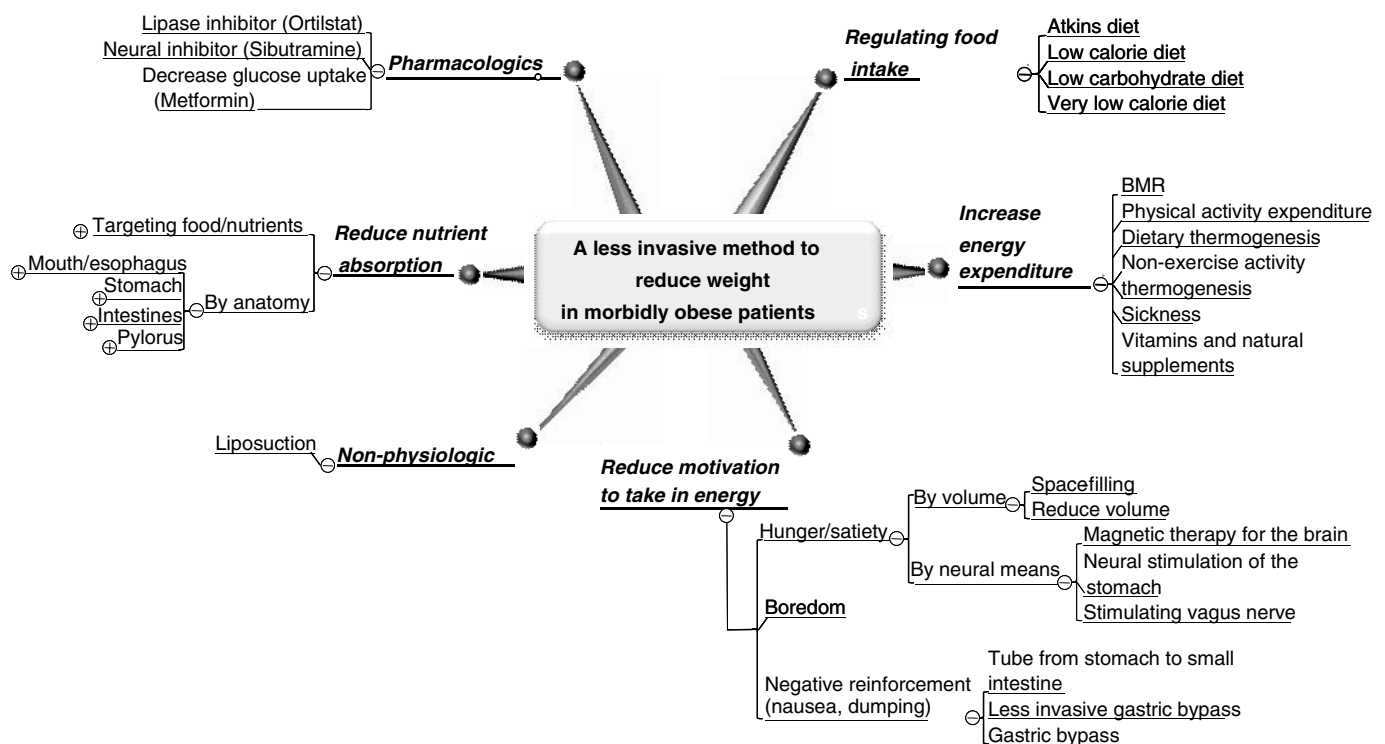 A less invasive method to
reduce weight
in morbidly obese patients s
Lipase inhibitor (Ortilstat)
Neural inhibitor (Sibutramine)
Decrease glucose uptake
(Metformin)
Pharmacologics
Regulating food
intake
Atkins diet
Low calorie diet
Low carbohydrate diet
Very low calorie diet
Increase
energy
expenditure
BMR
Physical activity expenditure
Dietary thermogenesis
Non-exercise activity
thermogenesis
Sickness
Vitamins and natural
supplements
Reduce nutrient
absorption
Targeting food/nutrients
By anatomy
Mouth/esophagus
Stomach
Intestines
Pylorus
Non-physiologic
Liposuction
Reduce motivation
to take in energy
Hunger/satiety
By volume
Spacefilling
Reduce volume
By neural means
Magnetic therapy for the brain
Neural stimulation of the
stomach
Stimulating vagus nerve
Boredom
Negative reinforcement
(nausea, dumping)
Tube from stomach to small
intestine
Less invasive gastric bypass
Gastric bypass